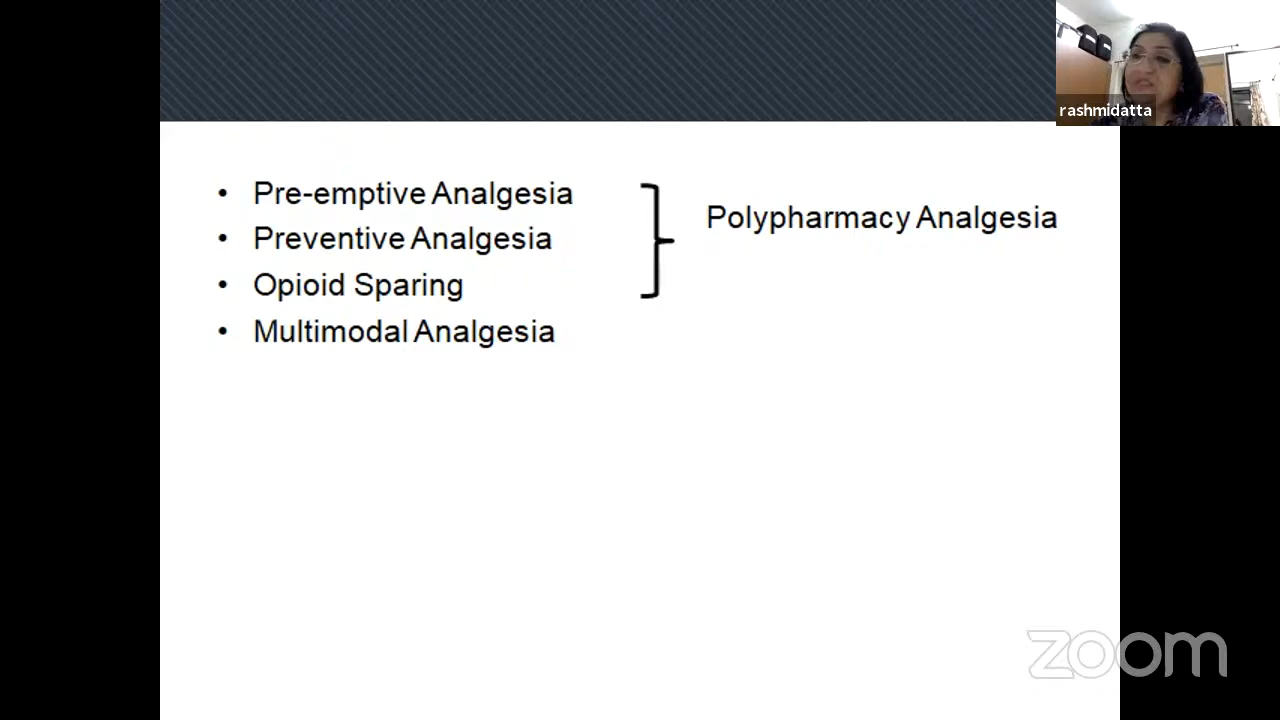 rashmidatta
• Pre-emptive Analgesia
• Preventive Analgesia
• Opioid Sparing
• Multimodal Analgesia
Polypharmacy Analgesia
zoom